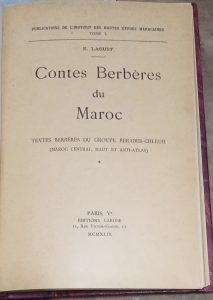 PUBLICATIONS DE L'INSTITUT DES HAUTES ÉTUDES MAROCAINES
TOME L
E. LAOUST
Contes Berbères
du
Maroc
TEXTES BERBÈRES DU GROUPE BERABER-CHLEUH
(MAROC CENTRAL, HAUT ET ANTI-ATLAS)
*
PARIS, Vᵉ
ÉDITIONS LAROSE
11, RUE VICTOR-COUSIN, 11
MCMXLIX